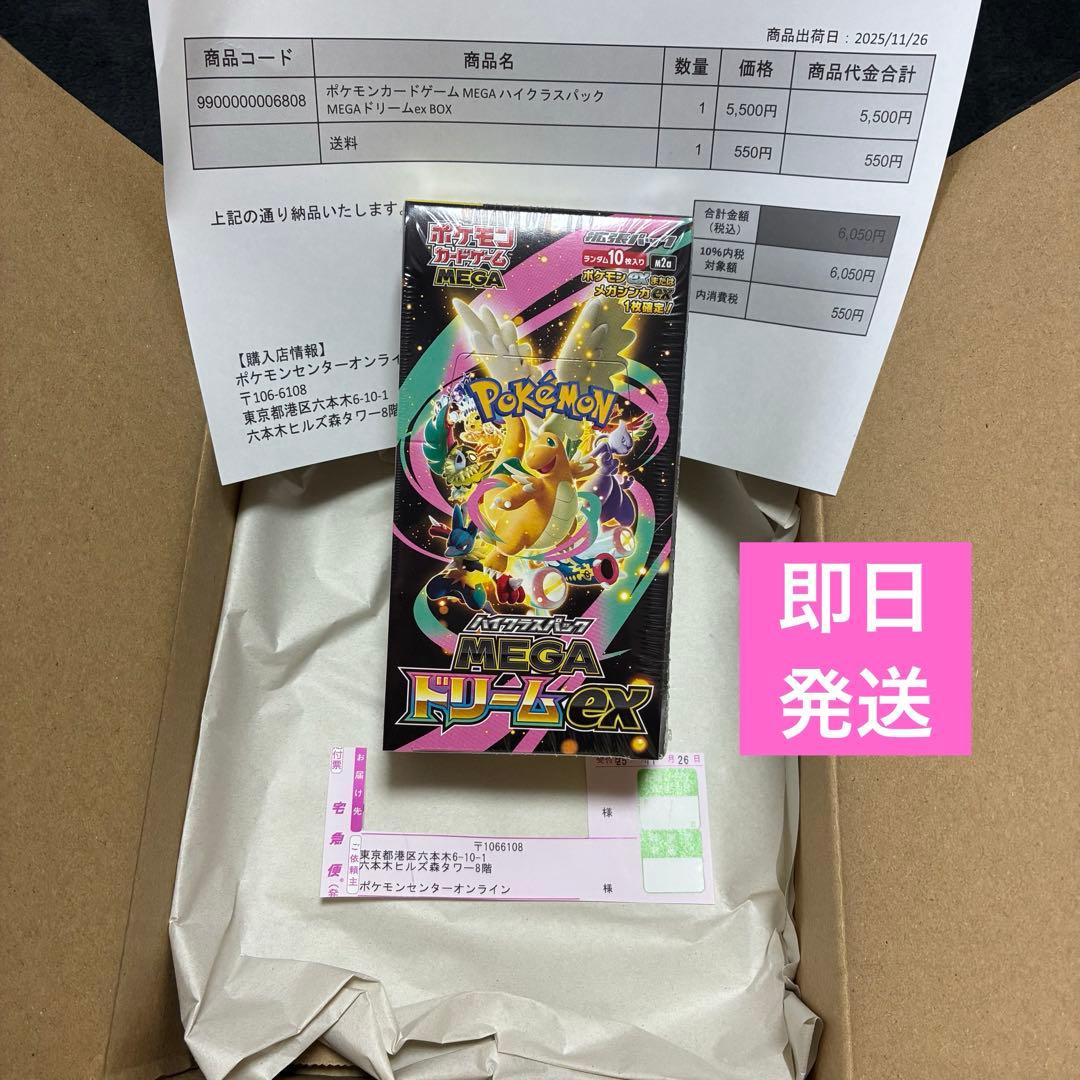 商品出荷日：2025/11/26
商品コード 商品名 数量 価格 商品代金合計
9900000006808 ポケモンカードゲーム MEGA ハイクラスパック
MEGAドリームex BOX 1 5,500円 5,500円
送料 1 550円 550円
上記の通り納品いたします。
合計金額
（税込） 6,050円
10%内税
対象額 6,050円
内消費税 550円
【購入店情報】
ポケモンセンターオンライ
〒106-6108
東京都港区六本木6-10-1
六本木ヒルズ森タワー8階
ポケモン
カードゲーム
MEGA
拡張パック
ランダム10枚入り M2a
ポケモンexまたは
メガシンカex
1枚確定！
POKéMON
ハイクラスパック
MEGA
ドリームex
即日
発送
付票
お届け先
月 26 日
様
宅急便
ご依頼主
〒1066108
東京都港区六本木6-10-1
六本木ヒルズ森タワー8階
ポケモンセンターオンライン 様